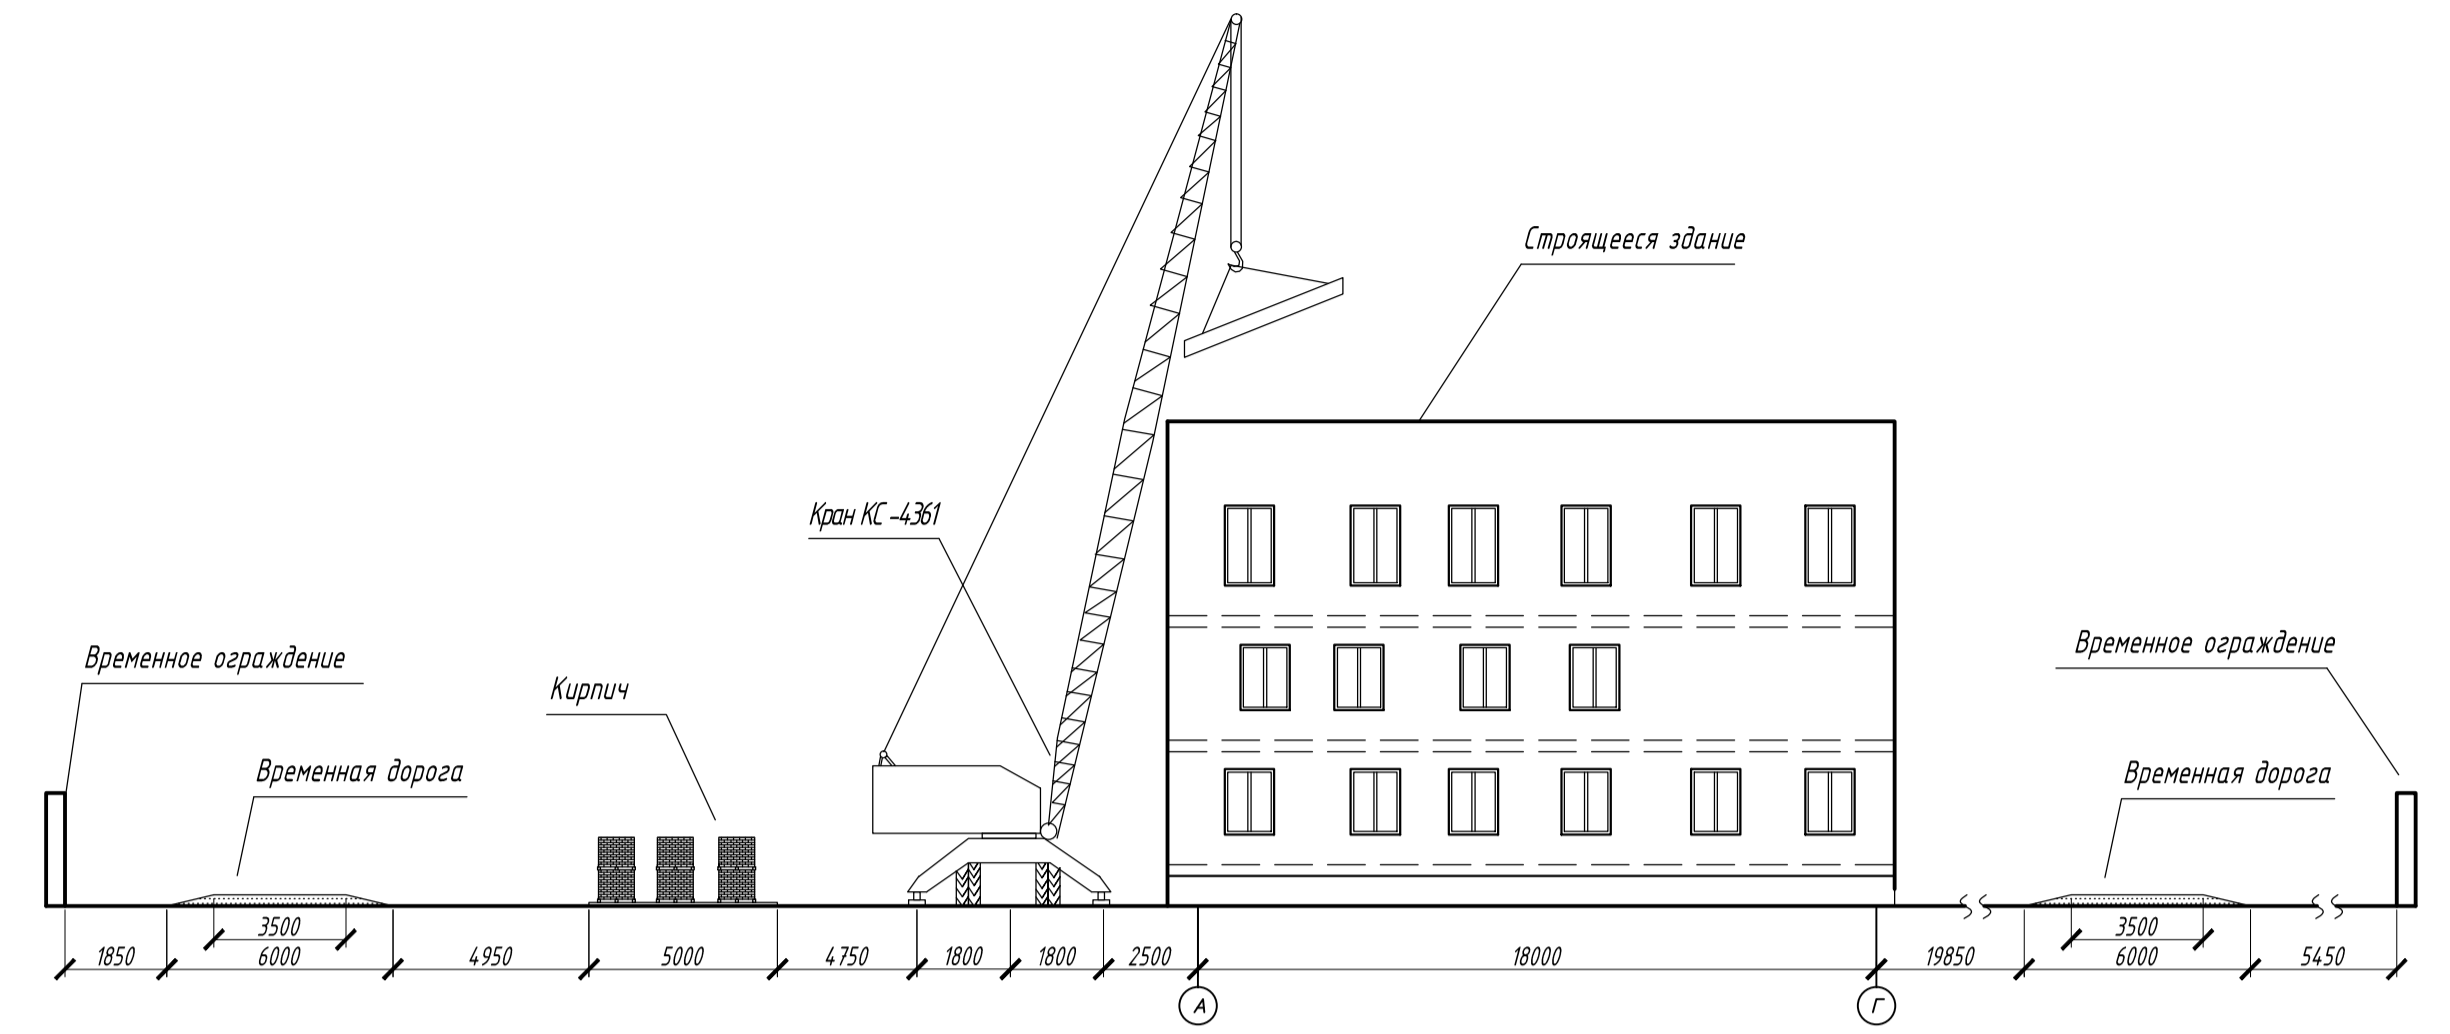 Строящееся здание
Кран КС-4361
Временное ограждение
Временное ограждение
Кирпич
Временная дорога
Временная дорога
3500
3500
1850 6000 4950 5000 4750 1800 1800 2500 18000 19850 6000 5450
А Г